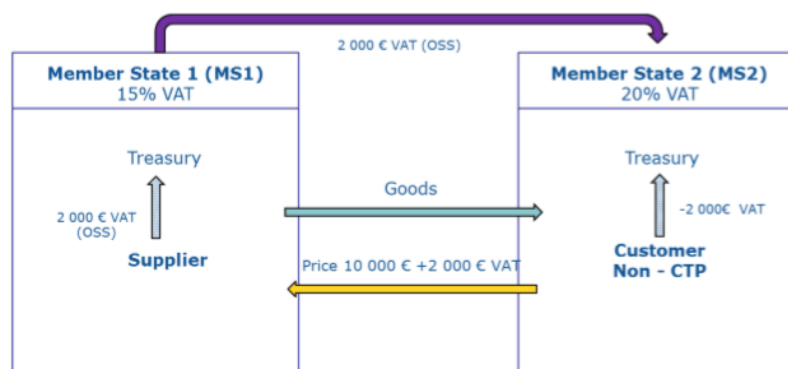 2 000 € VAT (OSS)
Member State 1 (MS1)
15% VAT
Member State 2 (MS2)
20% VAT
Treasury
Treasury
Goods
2 000 € VAT
(OSS)
-2 000€ VAT
Supplier
Customer
Non - CTP
Price 10 000 € +2 000 € VAT